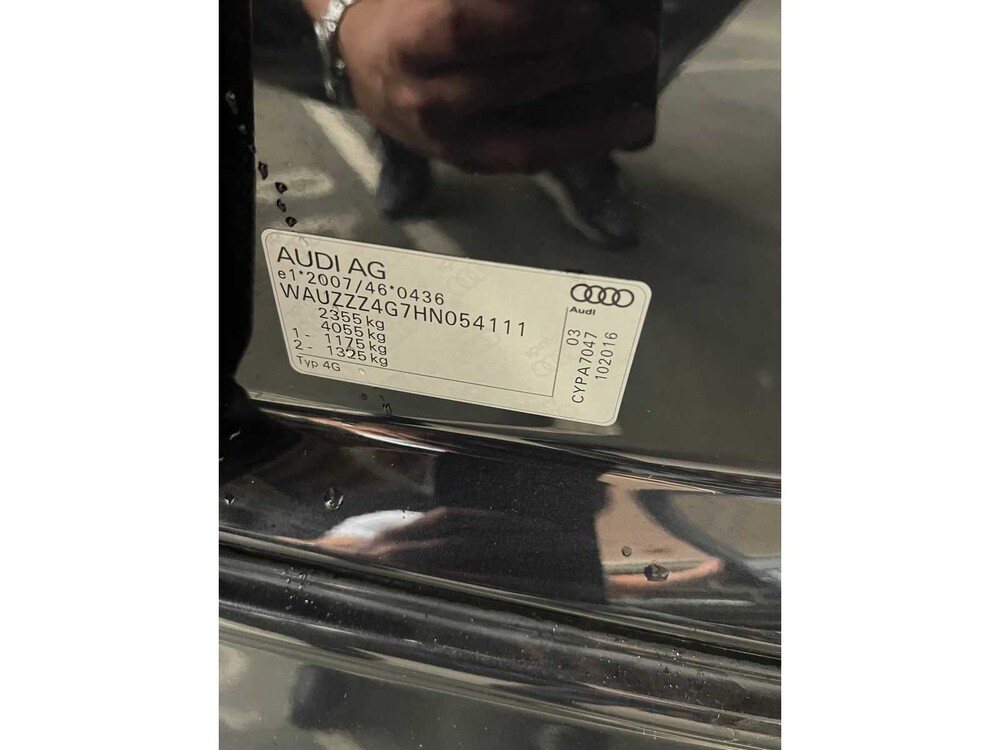 AUDI AG
e1*2007/46*0436
WAUZZZ4G7HN054111
2355 kg
4055 kg
1- 1175 kg
2- 1325 kg
Typ 4G
Audi
03
CYPA7047
102016